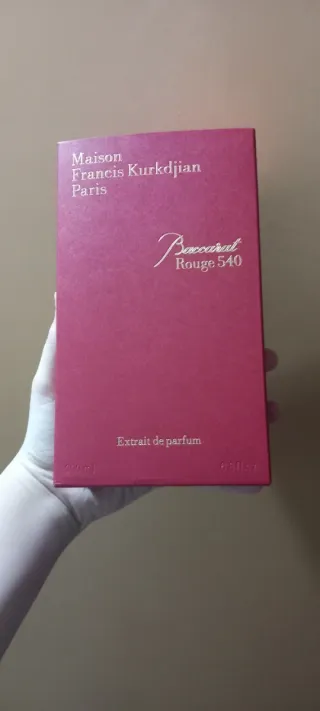 Maison
Francis Kurkdjian
Paris
Baccarat
Rouge 540
Extrait de parfum